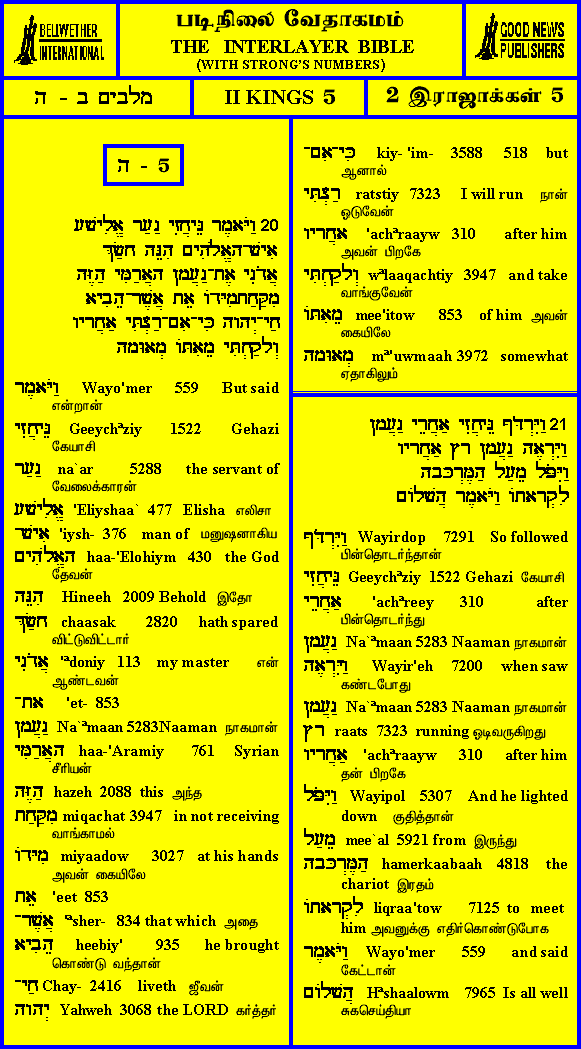 BELLWETHER
INTERNATIONAL
படிநிலை வேதாகமம்
THE INTERLAYER BIBLE
(WITH STRONG'S NUMBERS)
GOOD NEWS
PUBLISHERS
מלבים ב - ה
II KINGS 5
2 இராஜாக்கள் 5
5 - ה
20 וַיֹּאמֶר גֵּיחֲזִי נַעַר אֱלִישָׁע
אִישׁ־הָאֱלֹהִים הִנֵּה חָשַׂךְ
אֲדֹנִי אֶת־נַעֲמָן הָאֲרַמִּי הַזֶּה
מִקַּחַתמִיָּדוֹ אֵת אֲשֶׁר־הֵבִיא
חַי־יְהוָה כִּי־אִם־רַצְתִּי אַחֲרָיו
וְלָקַחְתִּי מֵאִתּוֹ מְאוּמָה
וַיֹּאמֶר Wayo'mer 559 But said
என்றான்
גֵּיחֲזִי Geeychªziy 1522 Gehazi
கேயாசி
נַעַר na`ar 5288 the servant of
வேலைக்காரன்
אֱלִישָׁע 'Eliyshaa` 477 Elisha எலிசா
אִישׁ־ 'iysh- 376 man of மனுஷனாகிய
הָאֱלֹהִים haa-'Elohiym 430 the God
தேவன்
הִנֵּה Hineeh 2009 Behold இதோ
חָשַׂךְ chaasak 2820 hath spared
விட்டுவிட்டார்
אֲדֹנִי 'ªdoniy 113 my master என்
ஆண்டவன்
אֶת־ 'et- 853
נַעֲמָן Na`ªmaan 5283 Naaman நாகமான்
הָאֲרַמִּי haa-'Aramiy 761 Syrian
சீரியன்
הַזֶּה hazeh 2088 this அந்த
מִקַּחַת miqachat 3947 in not receiving
வாங்காமல்
מִיָּדוֹ miyaadow 3027 at his hands
அவன் கையிலே
אֵת 'eet 853
אֲשֶׁר־ 'ªsher- 834 that which அதை
הֵבִיא heebiy' 935 he brought
கொண்டு வந்தான்
חַי־ Chay- 2416 liveth ஜீவன்
יְהוָה Yahweh 3068 the LORD கர்த்தர்
כִּי־אִם־ kiy- 'im- 3588 518 but
ஆனால்
רַצְתִּי ratstiy 7323 I will run நான்
ஓடுவேன்
אַחֲרָיו 'achªraayw 310 after him
அவன் பிறகே
וְלָקַחְתִּי wªlaaqachtiy 3947 and take
வாங்குவேன்
מֵאִתּוֹ mee'itow 853 of him அவன்
கையிலே
מְאוּמָה mª'uwmaah 3972 somewhat
ஏதாகிலும்
21 וַיִּרְדֹּף גֵּיחֲזִי אַחֲרֵי נַעֲמָן
וַיִּרְאֶה נַעֲמָן רָץ אַחֲרָיו
וַיִּפֹּל מֵעַל הַמֶּרְכָּבָה
לִקְרָאתוֹ וַיֹּאמֶר הֲשָׁלוֹם
וַיִּרְדֹּף Wayirdop 7291 So followed
பின்தொடர்ந்தான்
גֵּיחֲזִי Geeychªziy 1522 Gehazi கேயாசி
אַחֲרֵי 'achªreey 310 after
பின்தொடர்ந்து
נַעֲמָן Na`ªmaan 5283 Naaman நாகமான்
וַיִּרְאֶה Wayir'eh 7200 when saw
கண்டபோது
נַעֲמָן Na`ªmaan 5283 Naaman நாகமான்
רָץ raats 7323 running ஓடிவருகிறது
אַחֲרָיו 'achªraayw 310 after him
தன் பிறகே
וַיִּפֹּל Wayipol 5307 And he lighted
down குதித்தான்
מֵעַל mee`al 5921 from இருந்து
הַמֶּרְכָּבָה hamerkaabaah 4818 the
chariot இரதம்
לִקְרָאתוֹ liqraa'tow 7125 to meet
him அவனுக்கு எதிர்கொண்டுபோக
וַיֹּאמֶר Wayo'mer 559 and said
கேட்டான்
הֲשָׁלוֹם Hªshaalowm 7965 Is all well
சுகசெய்தியா